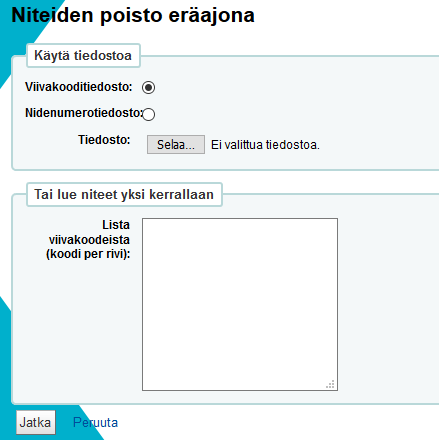 Niteiden poisto eräajona
Käytä tiedostoa
Viivakooditiedosto:
Nidenumerotiedosto:
Tiedosto: Selaa... Ei valittua tiedostoa.
Tai lue niteet yksi kerrallaan
Lista
viivakoodeista
(koodi per rivi):
Jatka Peruuta